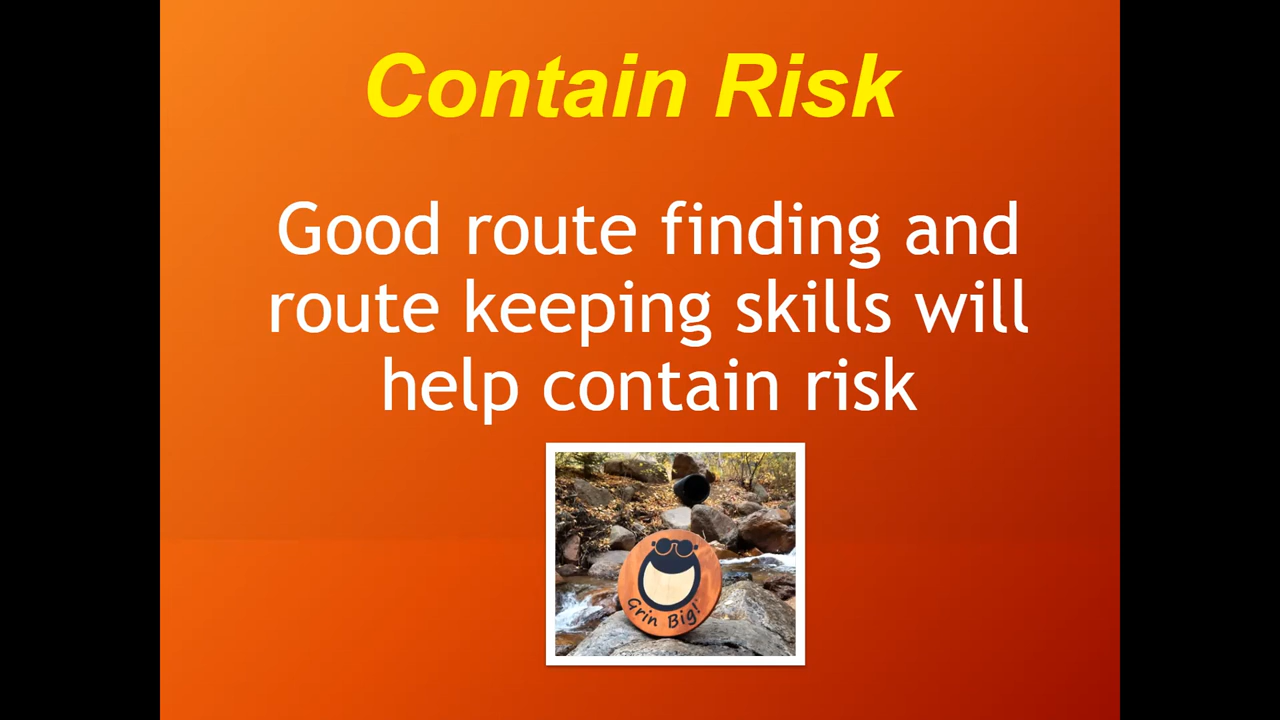 Contain Risk
Good route finding and
route keeping skills will
help contain risk
Grin Big!